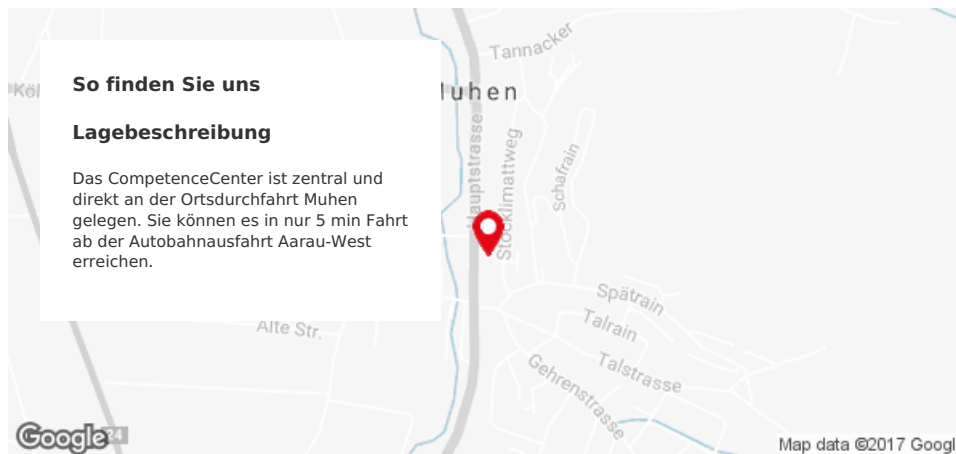 So finden Sie uns
Lagebeschreibung
Das CompetenceCenter ist zentral und
direkt an der Ortsdurchfahrt Muhen
gelegen. Sie können es in nur 5 min Fahrt
ab der Autobahnausfahrt Aarau-West
erreichen.
Tannacker
Hauptstrasse
Stöcklimattweg
Schafrain
Spätrain
Talrain
Talstrasse
Gehrenstrasse
Alte Str.
24
Google
Map data ©2017 Googl